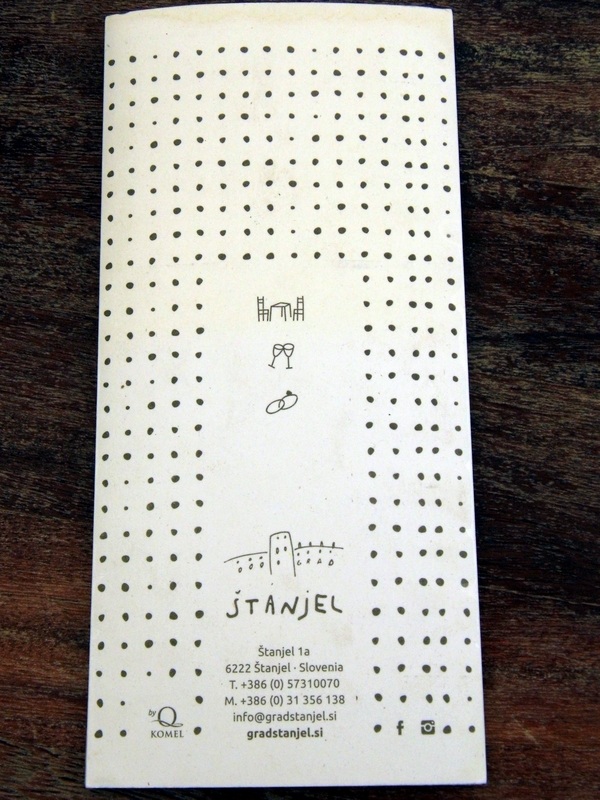 GRAD
ŠTANJEL
Štanjel 1a
6222 Štanjel · Slovenia
T. +386 (0) 57310070
M. +386 (0) 31 356 138
info@gradstanjel.si
gradstanjel.si
by Q
KOMEL